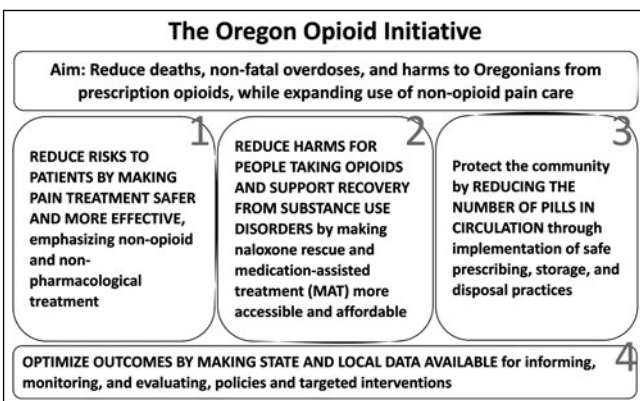 The Oregon Opioid Initiative
Aim: Reduce deaths, non-fatal overdoses, and harms to Oregonians from
prescription opioids, while expanding use of non-opioid pain care
1
REDUCE RISKS TO
PATIENTS BY MAKING
PAIN TREATMENT SAFER
AND MORE EFFECTIVE,
emphasizing non-opioid
and non-
pharmacological
treatment
2
REDUCE HARMS FOR
PEOPLE TAKING OPIOIDS
AND SUPPORT RECOVERY
FROM SUBSTANCE USE
DISORDERS by making
naloxone rescue and
medication-assisted
treatment (MAT) more
accessible and affordable
3
Protect the community
by REDUCING THE
NUMBER OF PILLS IN
CIRCULATION through
implementation of safe
prescribing, storage, and
disposal practices
4
OPTIMIZE OUTCOMES BY MAKING STATE AND LOCAL DATA AVAILABLE for informing,
monitoring, and evaluating, policies and targeted interventions